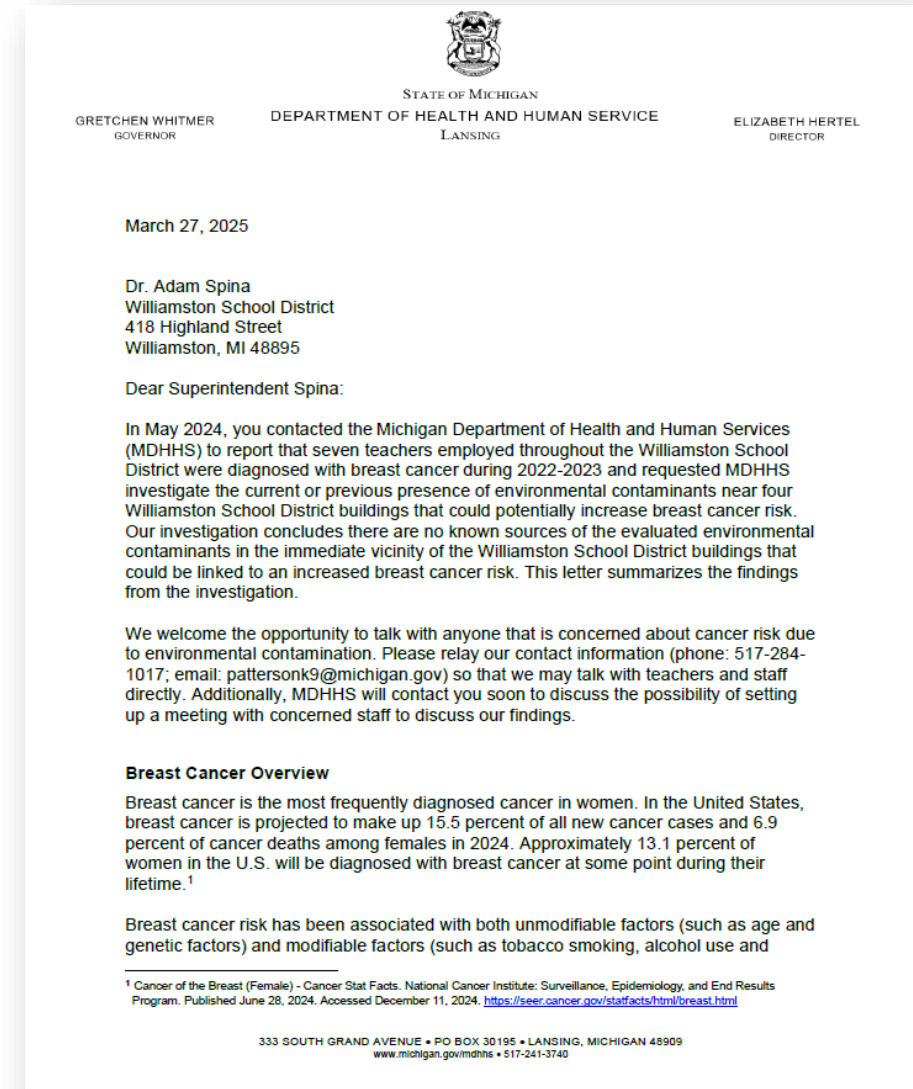 STATE OF MICHIGAN
GRETCHEN WHITMER
GOVERNOR
DEPARTMENT OF HEALTH AND HUMAN SERVICE
LANSING
ELIZABETH HERTEL
DIRECTOR
March 27, 2025
Dr. Adam Spina
Williamston School District
418 Highland Street
Williamston, MI 48895
Dear Superintendent Spina:
In May 2024, you contacted the Michigan Department of Health and Human Services
(MDHHS) to report that seven teachers employed throughout the Williamston School
District were diagnosed with breast cancer during 2022-2023 and requested MDHHS
investigate the current or previous presence of environmental contaminants near four
Williamston School District buildings that could potentially increase breast cancer risk.
Our investigation concludes there are no known sources of the evaluated environmental
contaminants in the immediate vicinity of the Williamston School District buildings that
could be linked to an increased breast cancer risk. This letter summarizes the findings
from the investigation.
We welcome the opportunity to talk with anyone that is concerned about cancer risk due
to environmental contamination. Please relay our contact information (phone: 517-284-
1017; email: pattersonk9@michigan.gov) so that we may talk with teachers and staff
directly. Additionally, MDHHS will contact you soon to discuss the possibility of setting
up a meeting with concerned staff to discuss our findings.
Breast Cancer Overview
Breast cancer is the most frequently diagnosed cancer in women. In the United States,
breast cancer is projected to make up 15.5 percent of all new cancer cases and 6.9
percent of cancer deaths among females in 2024. Approximately 13.1 percent of
women in the U.S. will be diagnosed with breast cancer at some point during their
lifetime.1
Breast cancer risk has been associated with both unmodifiable factors (such as age and
genetic factors) and modifiable factors (such as tobacco smoking, alcohol use and
1 Cancer of the Breast (Female) - Cancer Stat Facts. National Cancer Institute: Surveillance, Epidemiology, and End Results
Program. Published June 28, 2024. Accessed December 11, 2024. https://seer.cancer.gov/statfacts/html/breast.html
333 SOUTH GRAND AVENUE • PO BOX 30195 • LANSING, MICHIGAN 48909
www.michigan.gov/mdhhs • 517-241-3740